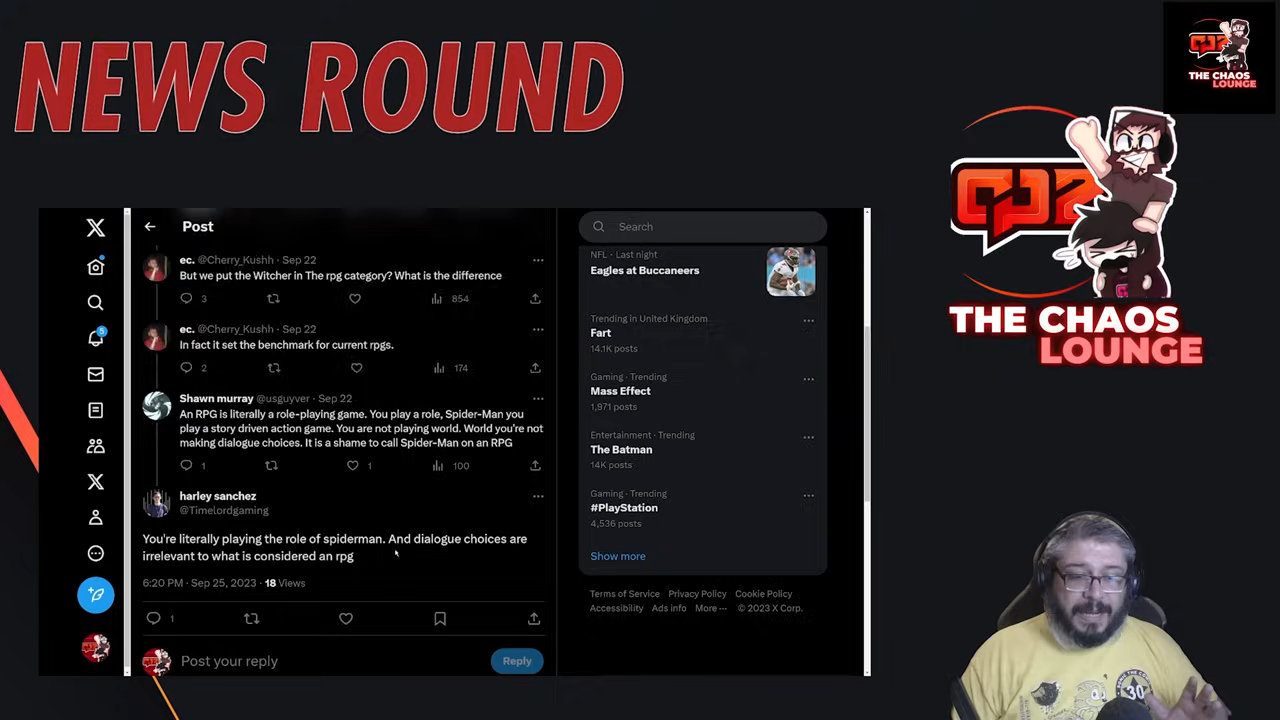 NEWS ROUND
THE CHAOS
LOUNGE
THE CHAOS
LOUNGE
Post
ec. @Cherry_Kushh · Sep 22
But we put the Witcher in The rpg category? What is the difference
3
854
ec. @Cherry_Kushh · Sep 22
In fact it set the benchmark for current rpgs.
2
174
Shawn murray @usguyver · Sep 22
An RPG is literally a role-playing game. You play a role, Spider-Man you
play a story driven action game. You are not playing world. World you're not
making dialogue choices. It is a shame to call Spider-Man on an RPG
1
1
100
harley sanchez
@Timelordgaming
You're literally playing the role of spiderman. And dialogue choices are
irrelevant to what is considered an rpg
6:20 PM · Sep 25, 2023 · 18 Views
1
Post your reply
Reply
5
Search
NFL · Last night
Eagles at Buccaneers
Trending in United Kingdom
Fart
14.1K posts
Gaming · Trending
Mass Effect
1,971 posts
Entertainment · Trending
The Batman
14K posts
Gaming · Trending
#PlayStation
4,536 posts
Show more
Terms of Service Privacy Policy Cookie Policy
Accessibility Ads info More ··· © 2023 X Corp.
30